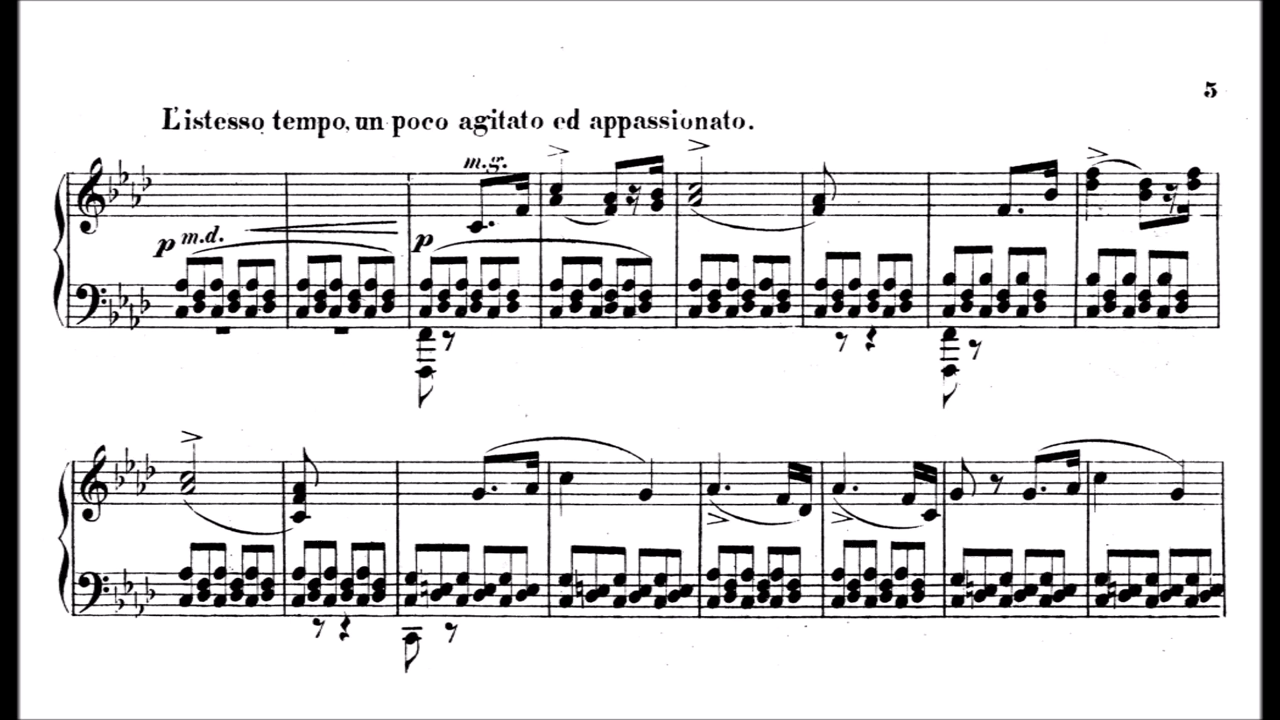 5
L'istesso tempo, un poco agitato ed appassionato.
m.g.
p m.d.
p